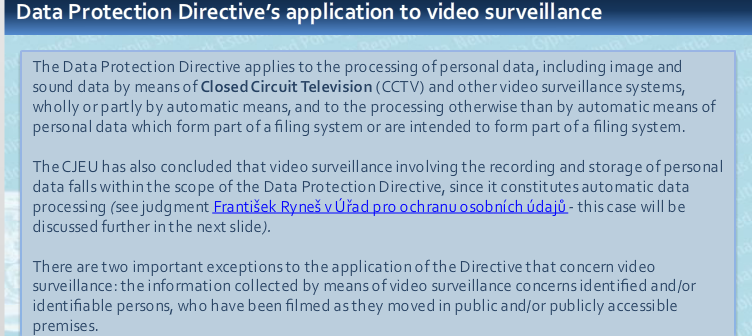 Data Protection Directive's application to video surveillance
The Data Protection Directive applies to the processing of personal data, including image and
sound data by means of Closed Circuit Television (CCTV) and other video surveillance systems,
wholly or partly by automatic means, and to the processing otherwise than by automatic means of
personal data which form part of a filing system or are intended to form part of a filing system.
The CJEU has also concluded that video surveillance involving the recording and storage of personal
data falls within the scope of the Data Protection Directive, since it constitutes automatic data
processing (see judgment František Ryneš v Úřad pro ochranu osobních údajů - this case will be
discussed further in the next slide).
There are two important exceptions to the application of the Directive that concern video
surveillance: the information collected by means of video surveillance concerns identified and/or
identifiable persons, who have been filmed as they moved in public and/or publicly accessible
premises.